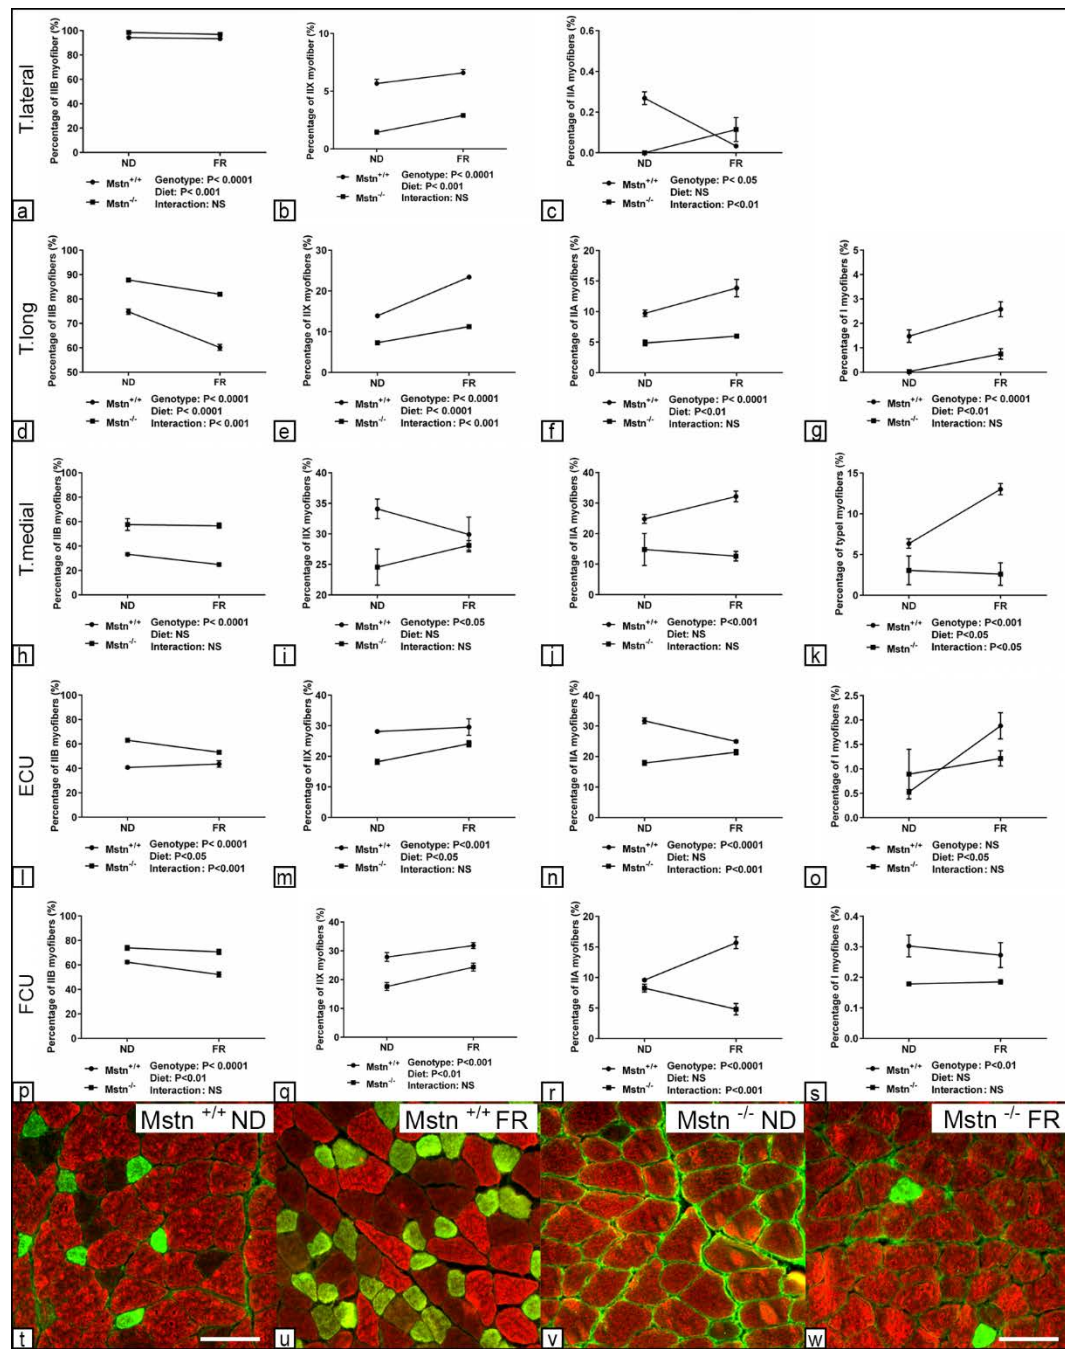 T.lateral
Percentage of IIB myofiber (%)
100
80
60
40
20
0
ND
FR
Mstn+/+
Mstn-/-
Genotype: P< 0.0001
Diet: P< 0.001
Interaction: NS
a
Percentage of IIX myofiber (%)
10
5
0
ND
FR
Mstn+/+
Mstn-/-
Genotype: P< 0.0001
Diet: P< 0.001
Interaction: NS
b
Percentage of IIA myofibers (%)
0.6
0.4
0.2
0.0
ND
FR
Mstn+/+
Mstn-/-
Genotype: P< 0.05
Diet: NS
Interaction: P<0.01
c
T.long
Percentage of IIB myofibers (%)
100
90
80
70
60
50
ND
FR
Mstn+/+
Mstn-/-
Genotype: P< 0.0001
Diet: P< 0.0001
Interaction : P< 0.001
d
Percentage of IIX myofibers (%)
30
20
10
0
ND
FR
Mstn+/+
Mstn-/-
Genotype: P< 0.0001
Diet: P< 0.0001
Interaction: P< 0.001
e
Percentage of IIA myofibers (%)
20
15
10
5
0
ND
FR
Mstn+/+
Mstn-/-
Genotype: P< 0.0001
Diet: P<0.01
Interaction: NS
f
Percentage of I myofibers (%)
5
4
3
2
1
0
ND
FR
Mstn+/+
Mstn-/-
Genotype: P< 0.0001
Diet: P<0.01
Interaction: NS
g
T.medial
Percentage of IIB myofibers (%)
100
80
60
40
20
0
ND
FR
Mstn+/+
Mstn-/-
Genotype: P< 0.0001
Diet: NS
Interaction: NS
h
Percentage of IIX myofibers (%)
40
35
30
25
20
ND
FR
Mstn+/+
Mstn-/-
Genotype: P<0.05
Diet: NS
Interaction: NS
i
Percentage of IIA myofibers (%)
40
30
20
10
0
ND
FR
Mstn+/+
Mstn-/-
Genotype: P<0.001
Diet: NS
Interaction: NS
j
Percentage of typeI myofibers (%)
15
10
5
0
ND
FR
Mstn+/+
Mstn-/-
Genotype: P<0.001
Diet: P<0.05
Interaction: P<0.05
k
ECU
Percentage of IIB myofibers (%)
100
80
60
40
20
0
ND
FR
Mstn+/+
Mstn-/-
Genotype: P< 0.0001
Diet: P<0.05
Interaction: P<0.001
l
Percentage of IIX myofibers (%)
40
30
20
10
0
ND
FR
Mstn+/+
Mstn-/-
Genotype: P<0.001
Diet: P<0.05
Interaction: NS
m
Percentage of IIA myofibers (%)
40
30
20
10
0
ND
FR
Mstn+/+
Mstn-/-
Genotype: P<0.0001
Diet: NS
Interaction: P<0.001
n
Percentage of I myofibers (%)
2.5
2.0
1.5
1.0
0.5
0.0
ND
FR
Mstn+/+
Mstn-/-
Genotype: NS
Diet: P<0.05
Interaction: NS
o
FCU
Percentage of IIB myofibers (%)
100
80
60
40
20
0
ND
FR
Mstn+/+
Mstn-/-
Genotype: P<0.0001
Diet: P<0.01
Interaction: NS
p
Percentage of IIX myofibers (%)
40
30
20
10
0
ND
FR
Mstn+/+
Mstn-/-
Genotype: P<0.001
Diet: P<0.01
Interaction: NS
q
Percentage of IIA myofibers (%)
20
15
10
5
0
ND
FR
Mstn+/+
Mstn-/-
Genotype: P<0.0001
Diet: NS
Interaction: P<0.001
r
Percentage of I myofibers (%)
0.4
0.3
0.2
0.1
0.0
ND
FR
Mstn+/+
Mstn-/-
Genotype: P<0.01
Diet: NS
Interaction: NS
s
Mstn +/+ ND
t
Mstn +/+ FR
u
Mstn -/- ND
v
Mstn -/- FR
w